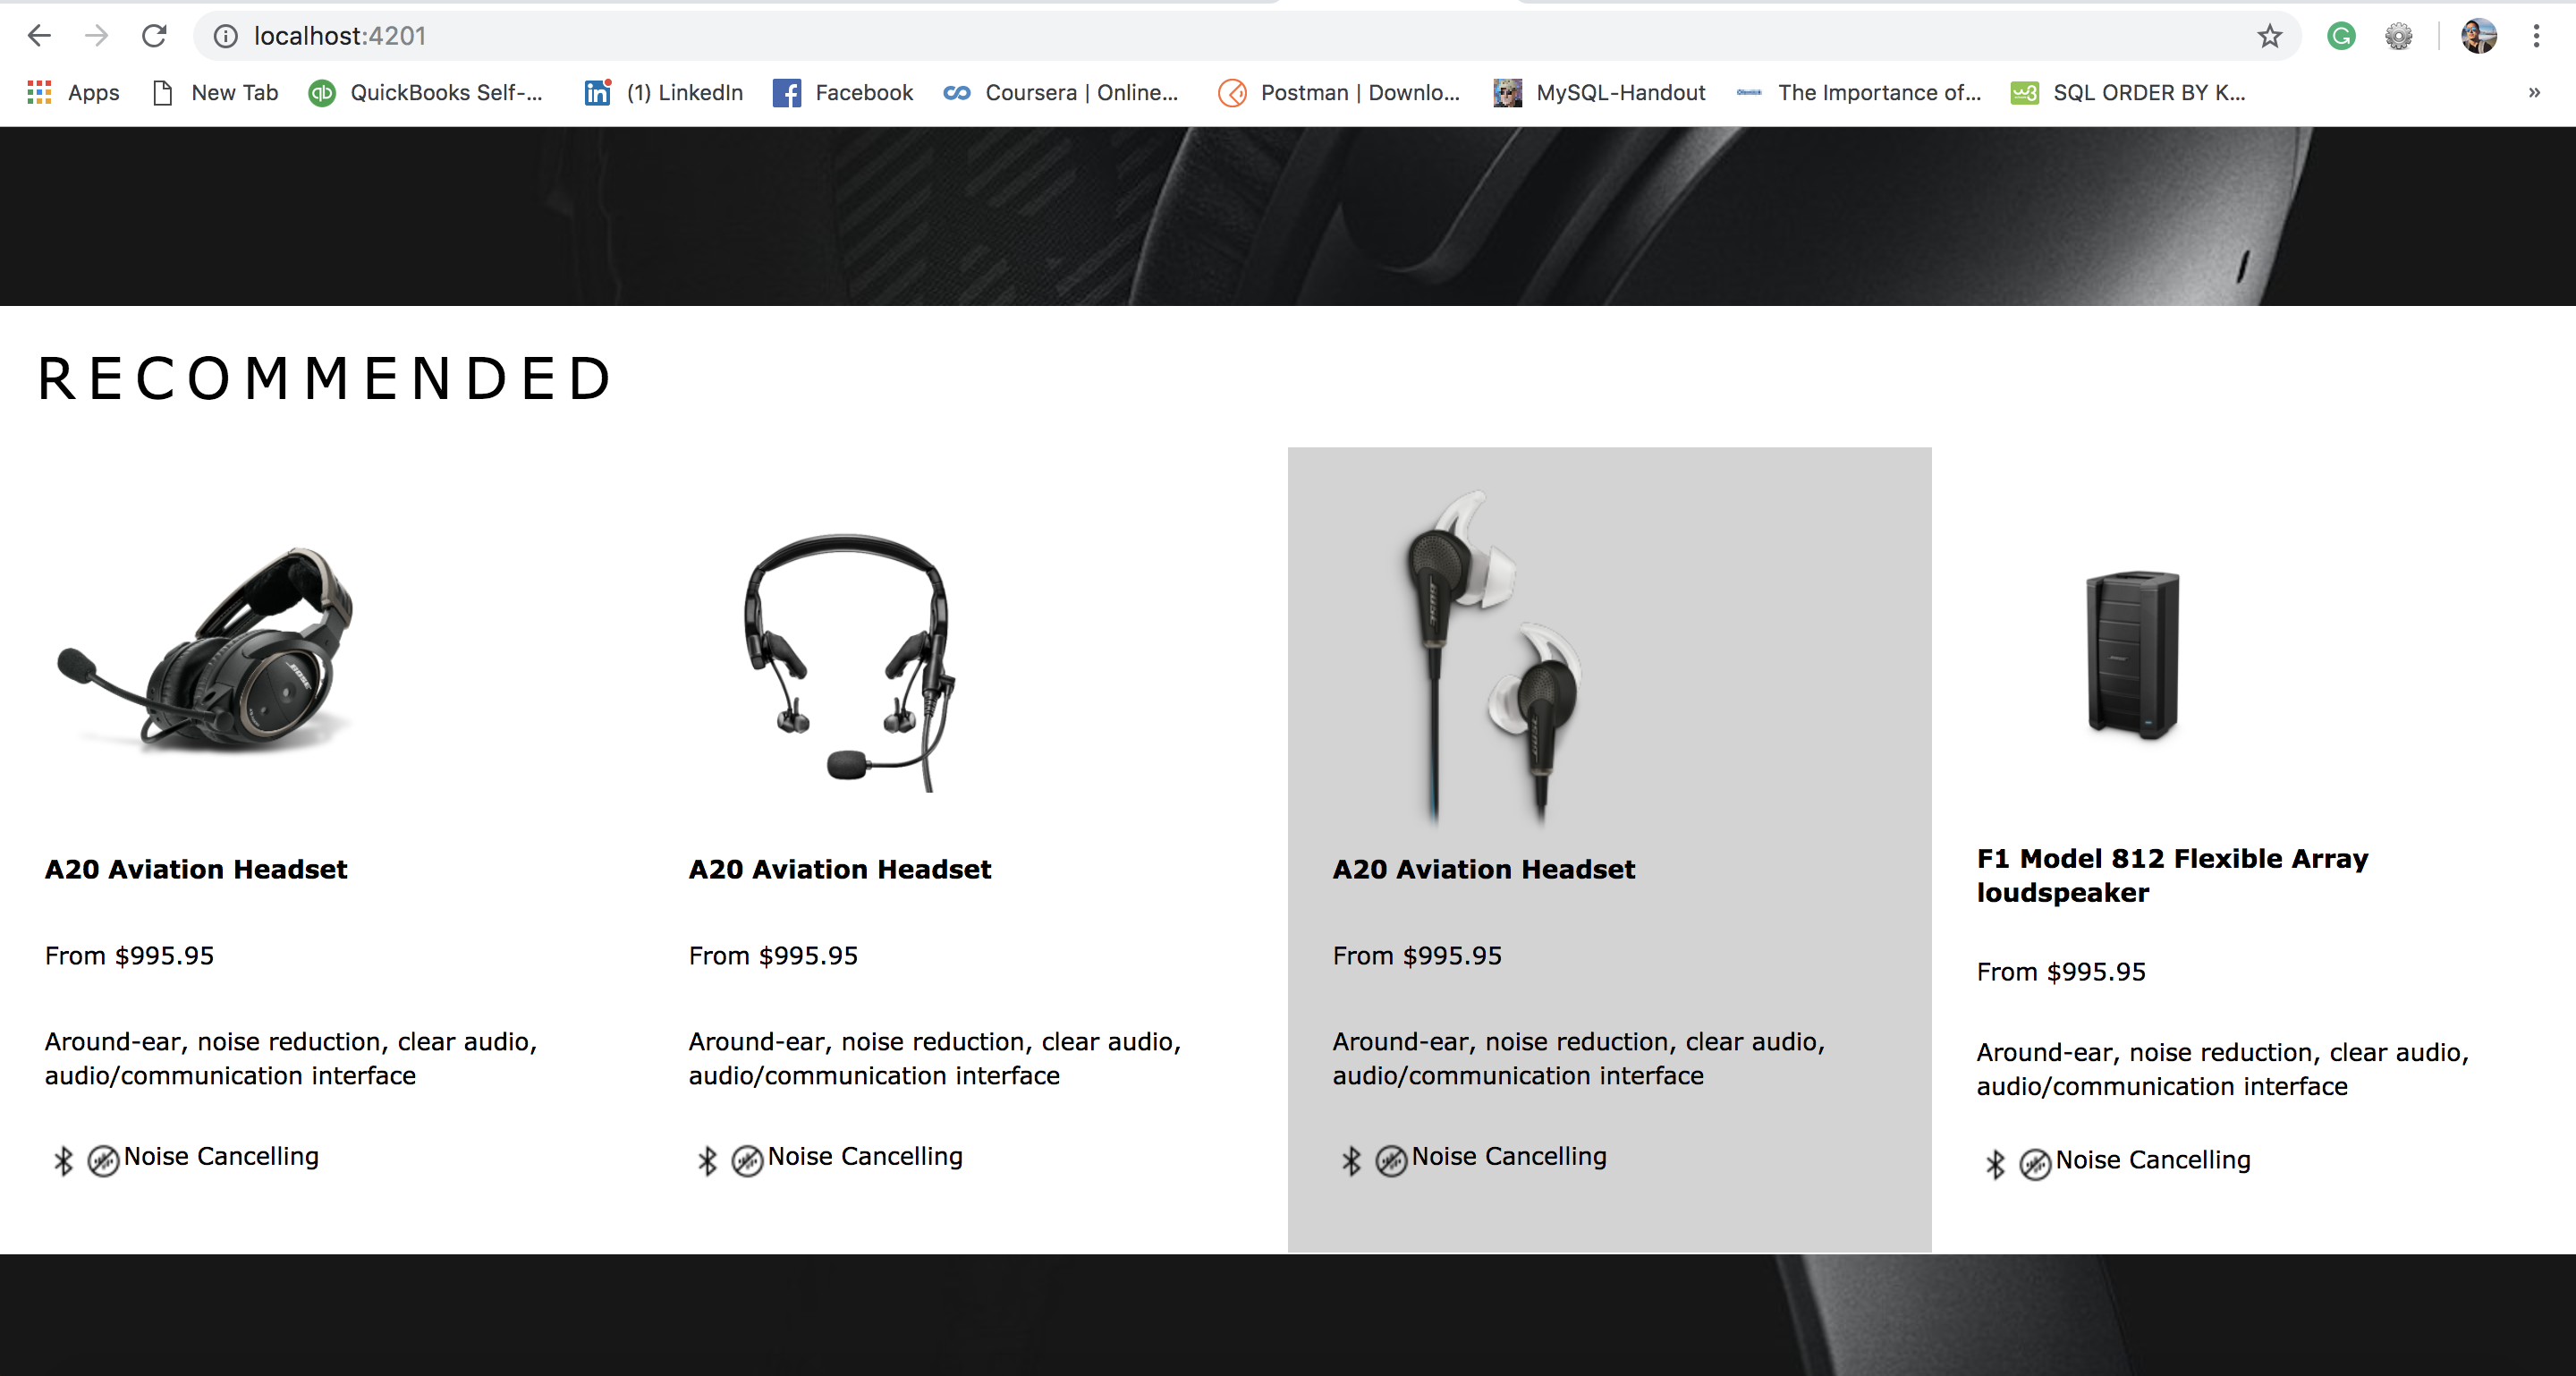 localhost:4201
Apps
New Tab
QuickBooks Self-...
(1) LinkedIn
Facebook
Coursera | Online...
Postman | Downlo...
MySQL-Handout
The Importance of...
SQL ORDER BY K...
»
RECOMMENDED
BOSE
BOSE
BOSE
A20 Aviation Headset
From $995.95
Around-ear, noise reduction, clear audio,
audio/communication interface
Noise Cancelling
A20 Aviation Headset
From $995.95
Around-ear, noise reduction, clear audio,
audio/communication interface
Noise Cancelling
A20 Aviation Headset
From $995.95
Around-ear, noise reduction, clear audio,
audio/communication interface
Noise Cancelling
F1 Model 812 Flexible Array
loudspeaker
From $995.95
Around-ear, noise reduction, clear audio,
audio/communication interface
Noise Cancelling